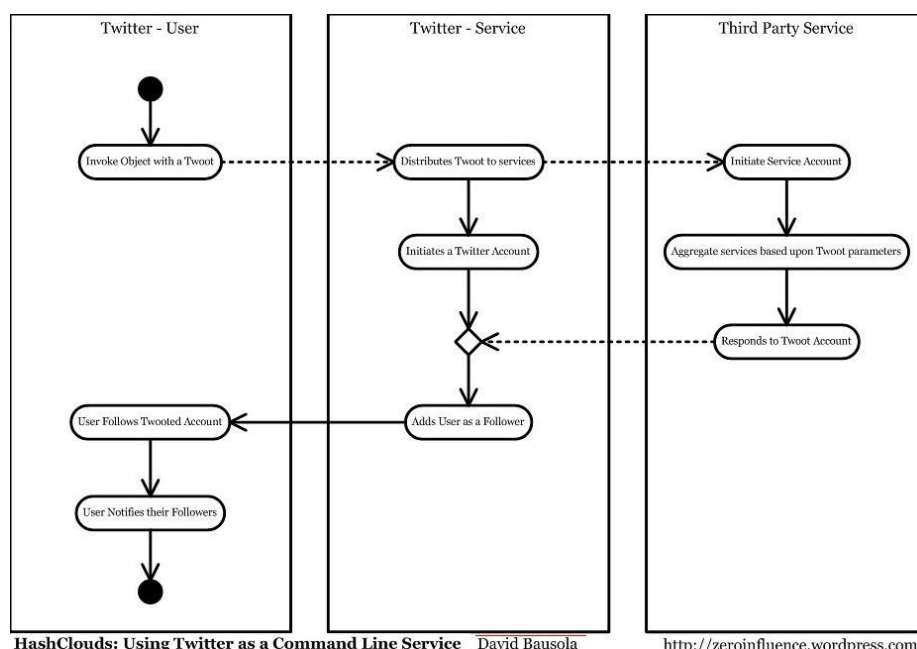 Twitter - User
Twitter - Service
Third Party Service
Invoke Object with a Twoot
Distributes Twoot to services
Initiate Service Account
Initiates a Twitter Account
Aggregate services based upon Twoot parameters
Responds to Twoot Account
User Follows Twooted Account
Adds User as a Follower
User Notifies their Followers
HashClouds: Using Twitter as a Command Line Service David Bausola http://zeroinfluence.wordpress.com